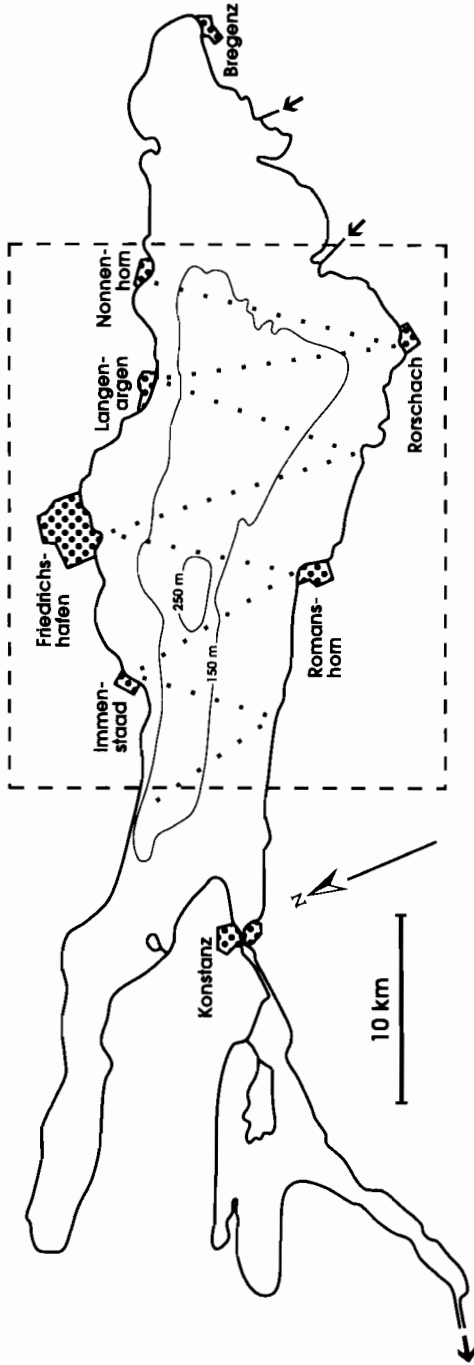 Bregenz
Nonnen-
horn
Langen-
argen
Friedrichs-
hafen
Immen-
staad
250 m
150 m
Rorschach
Romans-
horn
Konstanz
N
10 km